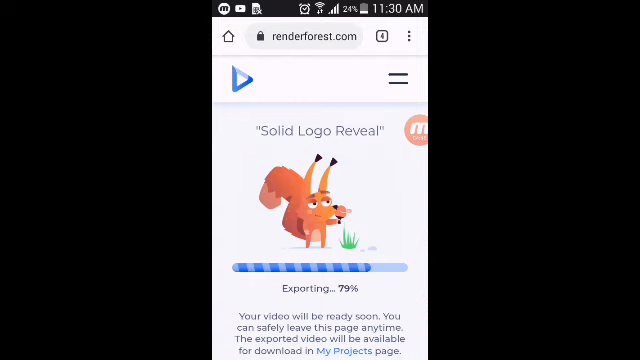 24% 11:30 AM
renderforest.com 4
"Solid Logo Reveal"
Exporting... 79%
Your video will be ready soon. You
can safely leave this page anytime.
The exported video will be available
for download in My Projects page.